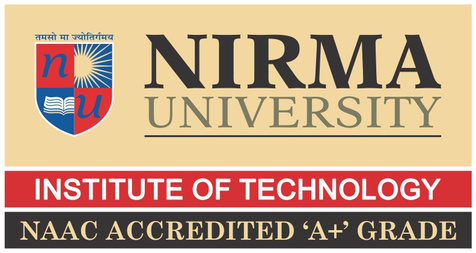 तमसो मा ज्योतिर्गमय
n
u
NIRMA
UNIVERSITY
INSTITUTE OF TECHNOLOGY
NAAC ACCREDITED ‘A+’ GRADE